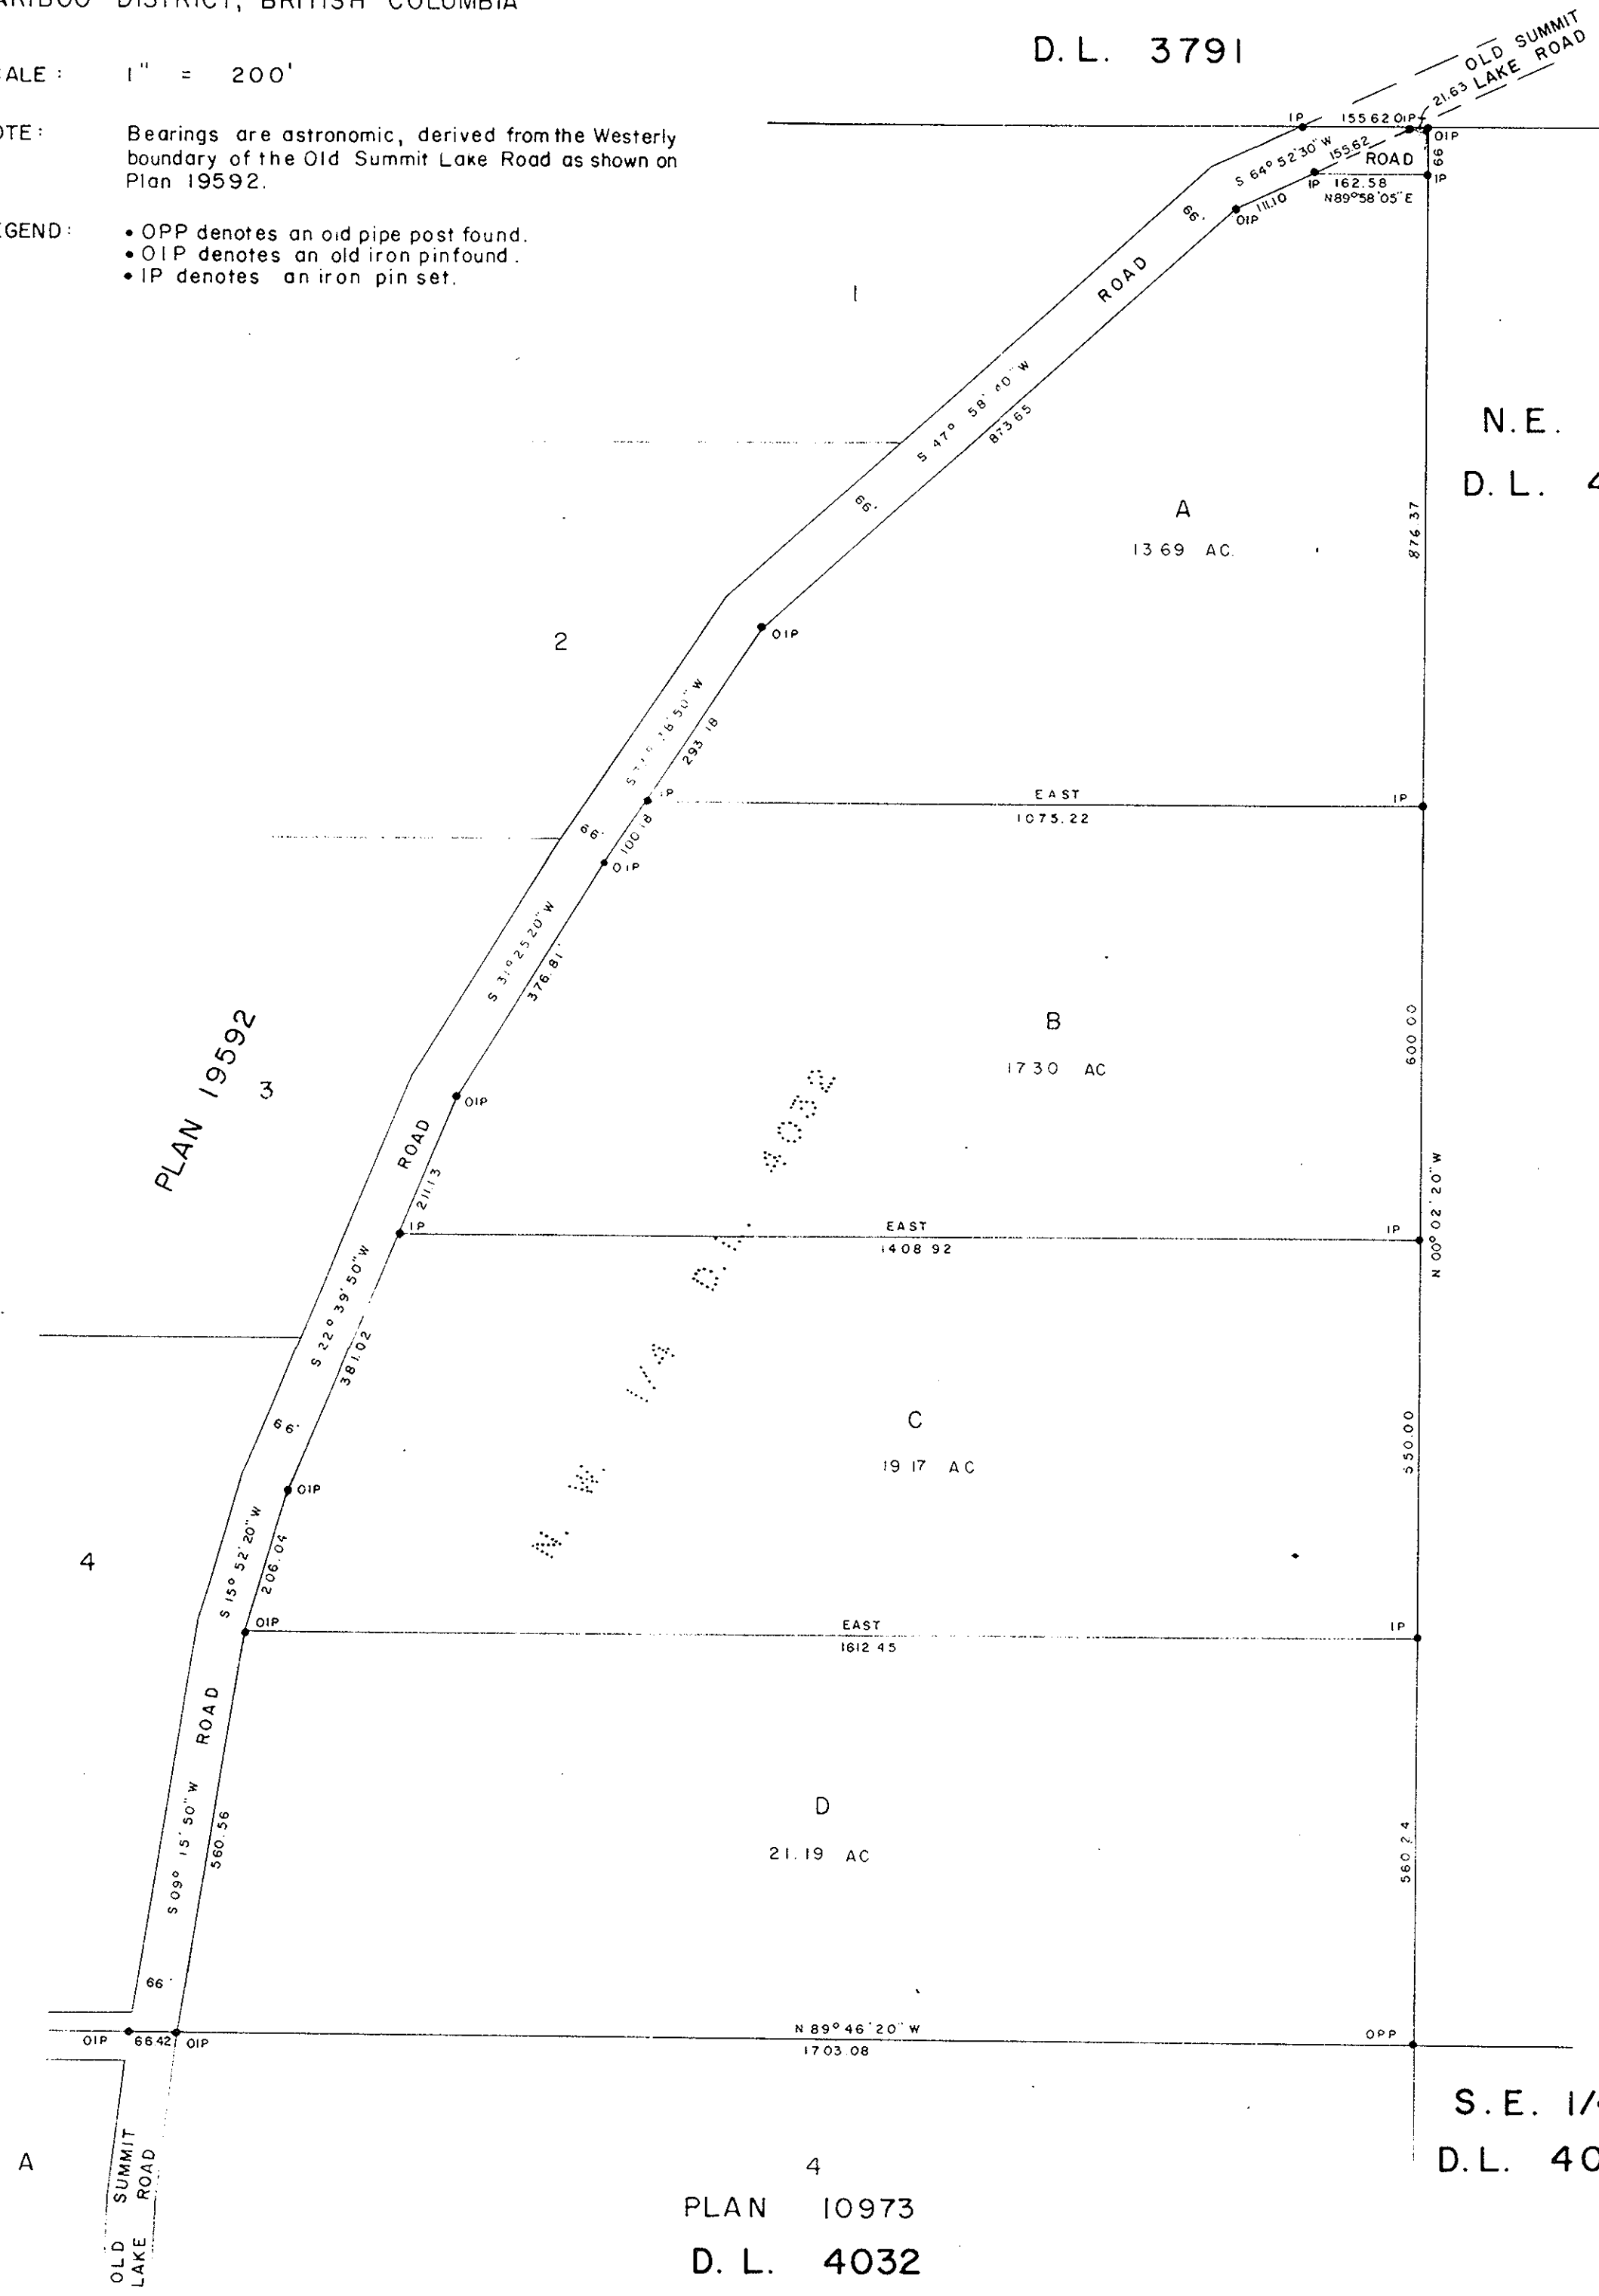 DISTRICT, BRITISH COLUMBIA
1" = 200'
Bearings are astronomic, derived from the Westerly
boundary of the Old Summit Lake Road as shown on
Plan 19592.
• OPP denotes an old pipe post found.
• OIP denotes an old iron pin found.
• IP denotes an iron pin set.
D.L. 3791
OLD SUMMIT
LAKE ROAD
21.63
IP
155.62
OIP
OIP
S 64° 52' 30" W
155.62
ROAD
66
IP
IP
162.58
N89°58'05"E
OIP
111.10
66'
ROAD
1
S 47° 58' 40" W
873.65
66'
N.E.
D.L.
A
13.69 AC.
876.37
OIP
2
293.18
IP
EAST
1075.22
IP
66'
100.18
OIP
S 31° 25 20" W
376.81'
B
17.30 AC
600.00
PLAN 19592
3
OIP
ROAD
211.13
IP
EAST
1408.92
IP
N 00° 02' 20" W
N.W. 1/4 D.L. 4032
S 22° 39' 50" W
381.02
66'
C
19.17 AC
550.00
OIP
4
S 15° 52' 20" W
206.04
OIP
EAST
1612.45
IP
ROAD
S 09° 15' 50" W
560.56
D
21.19 AC
560.24
66'
OIP
66.42
OIP
N 89° 46' 20" W
1703.08
OPP
S.E.
D.L.
A
OLD SUMMIT
LAKE ROAD
4
PLAN 10973
D.L. 4032